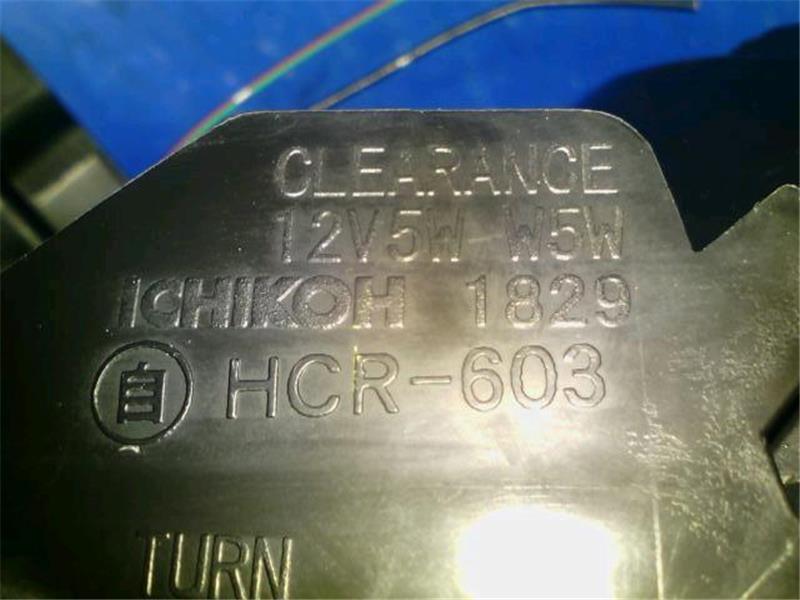 CLEARANCE
12V5W W5W
ICHIKOH 1829
自 HCR-603
TURN